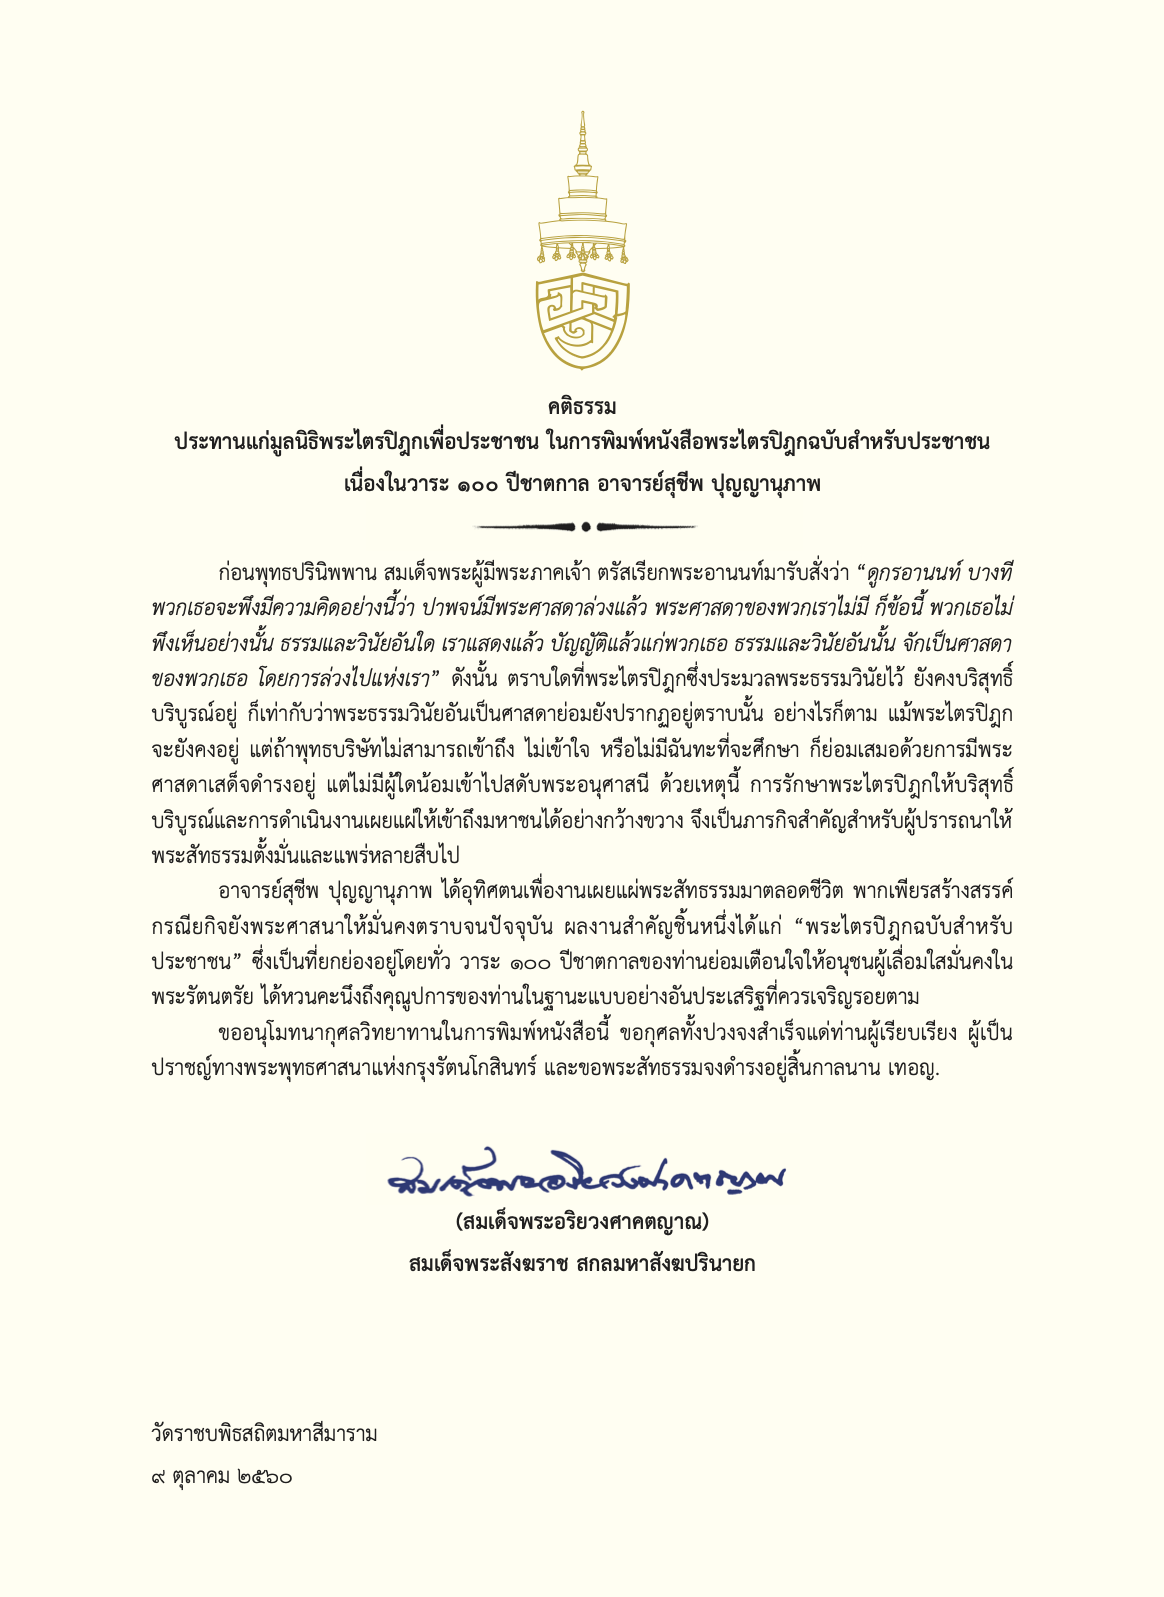 คติธรรม
ประทานแก่มูลนิธิพระไตรปิฎกเพื่อประชาชน ในการพิมพ์หนังสือพระไตรปิฎกฉบับสำหรับประชาชน
เนื่องในวาระ ๑๐๐ ปีชาตกาล อาจารย์สุชีพ ปุญญานุภาพ
ก่อนพุทธปรินิพพาน สมเด็จพระผู้มีพระภาคเจ้า ตรัสเรียกพระอานนท์มารับสั่งว่า “ดูกรอานนท์ บางที
พวกเธอจะพึงมีความคิดอย่างนี้ว่า ปาพจน์มีพระศาสดาล่วงแล้ว พระศาสดาของพวกเราไม่มี ก็ข้อนี้ พวกเธอไม่
พึงเห็นอย่างนั้น ธรรมและวินัยอันใด เราแสดงแล้ว บัญญัติแล้วแก่พวกเธอ ธรรมและวินัยอันนั้น จักเป็นศาสดา
ของพวกเธอ โดยการล่วงไปแห่งเรา” ดังนั้น ตราบใดที่พระไตรปิฎกซึ่งประมวลพระธรรมวินัยไว้ ยังคงบริสุทธิ์
บริบูรณ์อยู่ ก็เท่ากับว่าพระธรรมวินัยอันเป็นศาสดาย่อมยังปรากฏอยู่ตราบนั้น อย่างไรก็ตาม แม้พระไตรปิฎก
จะยังคงอยู่ แต่ถ้าพุทธบริษัทไม่สามารถเข้าถึง ไม่เข้าใจ หรือไม่มีฉันทะที่จะศึกษา ก็ย่อมเสมอด้วยการมีพระ
ศาสดาเสด็จดำรงอยู่ แต่ไม่มีผู้ใดน้อมเข้าไปสดับพระอนุศาสนี ด้วยเหตุนี้ การรักษาพระไตรปิฎกให้บริสุทธิ์
บริบูรณ์และการดำเนินงานเผยแผ่ให้เข้าถึงมหาชนได้อย่างกว้างขวาง จึงเป็นภารกิจสำคัญสำหรับผู้ปรารถนาให้
พระสัทธรรมตั้งมั่นและแพร่หลายสืบไป
อาจารย์สุชีพ ปุญญานุภาพ ได้อุทิศตนเพื่องานเผยแผ่พระสัทธรรมมาตลอดชีวิต พากเพียรสร้างสรรค์
กรณียกิจยังพระศาสนาให้มั่นคงตราบจนปัจจุบัน ผลงานสำคัญชิ้นหนึ่งได้แก่ “พระไตรปิฎกฉบับสำหรับ
ประชาชน” ซึ่งเป็นที่ยกย่องอยู่โดยทั่ว วาระ ๑๐๐ ปีชาตกาลของท่านย่อมเตือนใจให้อนุชนผู้เลื่อมใสมั่นคงใน
พระรัตนตรัย ได้หวนคะนึงถึงคุณูปการของท่านในฐานะแบบอย่างอันประเสริฐที่ควรเจริญรอยตาม
ขออนุโมทนากุศลวิทยาทานในการพิมพ์หนังสือนี้ ขอกุศลทั้งปวงจงสำเร็จแด่ท่านผู้เรียบเรียง ผู้เป็น
ปราชญ์ทางพระพุทธศาสนาแห่งกรุงรัตนโกสินทร์ และขอพระสัทธรรมจงดำรงอยู่สิ้นกาลนาน เทอญ.
สมเด็จพระอริยวงศาคตญาณ
(สมเด็จพระอริยวงศาคตญาณ)
สมเด็จพระสังฆราช สกลมหาสังฆปรินายก
วัดราชบพิธสถิตมหาสีมาราม
๙ ตุลาคม ๒๕๖๐